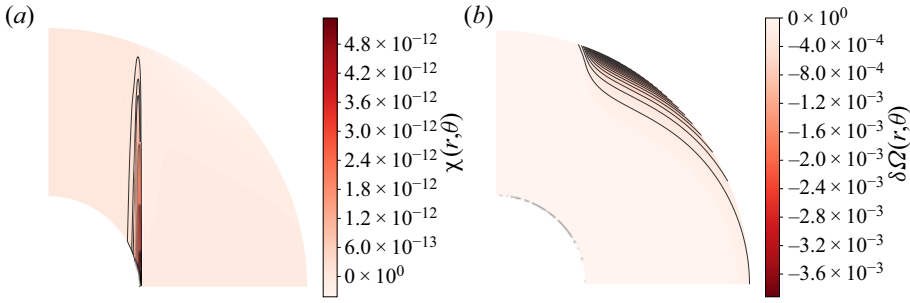 (a)
4.8 × 10⁻¹²
4.2 × 10⁻¹²
3.6 × 10⁻¹²
3.0 × 10⁻¹²
2.4 × 10⁻¹²
1.8 × 10⁻¹²
1.2 × 10⁻¹²
6.0 × 10⁻¹³
0 × 10⁰
χ(r,θ)
(b)
0 × 10⁰
−4.0 × 10⁻⁴
−8.0 × 10⁻⁴
−1.2 × 10⁻³
−1.6 × 10⁻³
−2.0 × 10⁻³
−2.4 × 10⁻³
−2.8 × 10⁻³
−3.2 × 10⁻³
−3.6 × 10⁻³
δΩ(r,θ)